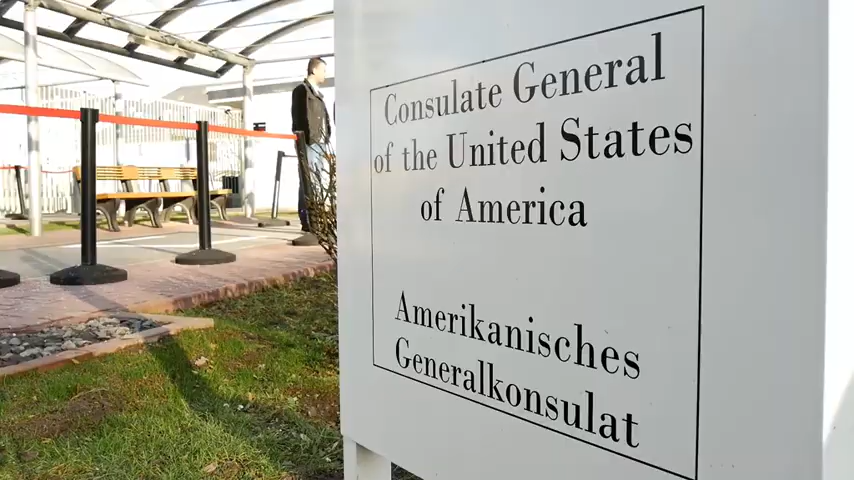 Consulate General
of the United States
of America
Amerikanisches
Generalkonsulat